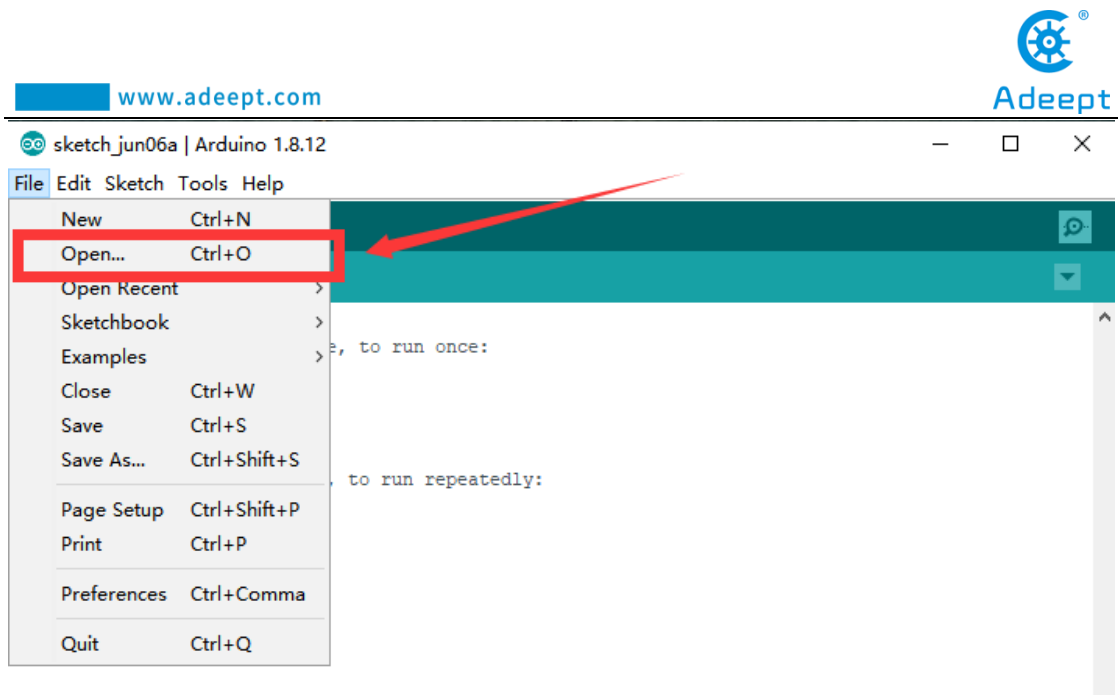 ®
Adeept
www.adeept.com
sketch_jun06a | Arduino 1.8.12
File Edit Sketch Tools Help
New Ctrl+N
Open... Ctrl+O
Open Recent
Sketchbook
Examples
, to run once:
Close Ctrl+W
Save Ctrl+S
Save As... Ctrl+Shift+S
, to run repeatedly:
Page Setup Ctrl+Shift+P
Print Ctrl+P
Preferences Ctrl+Comma
Quit Ctrl+Q